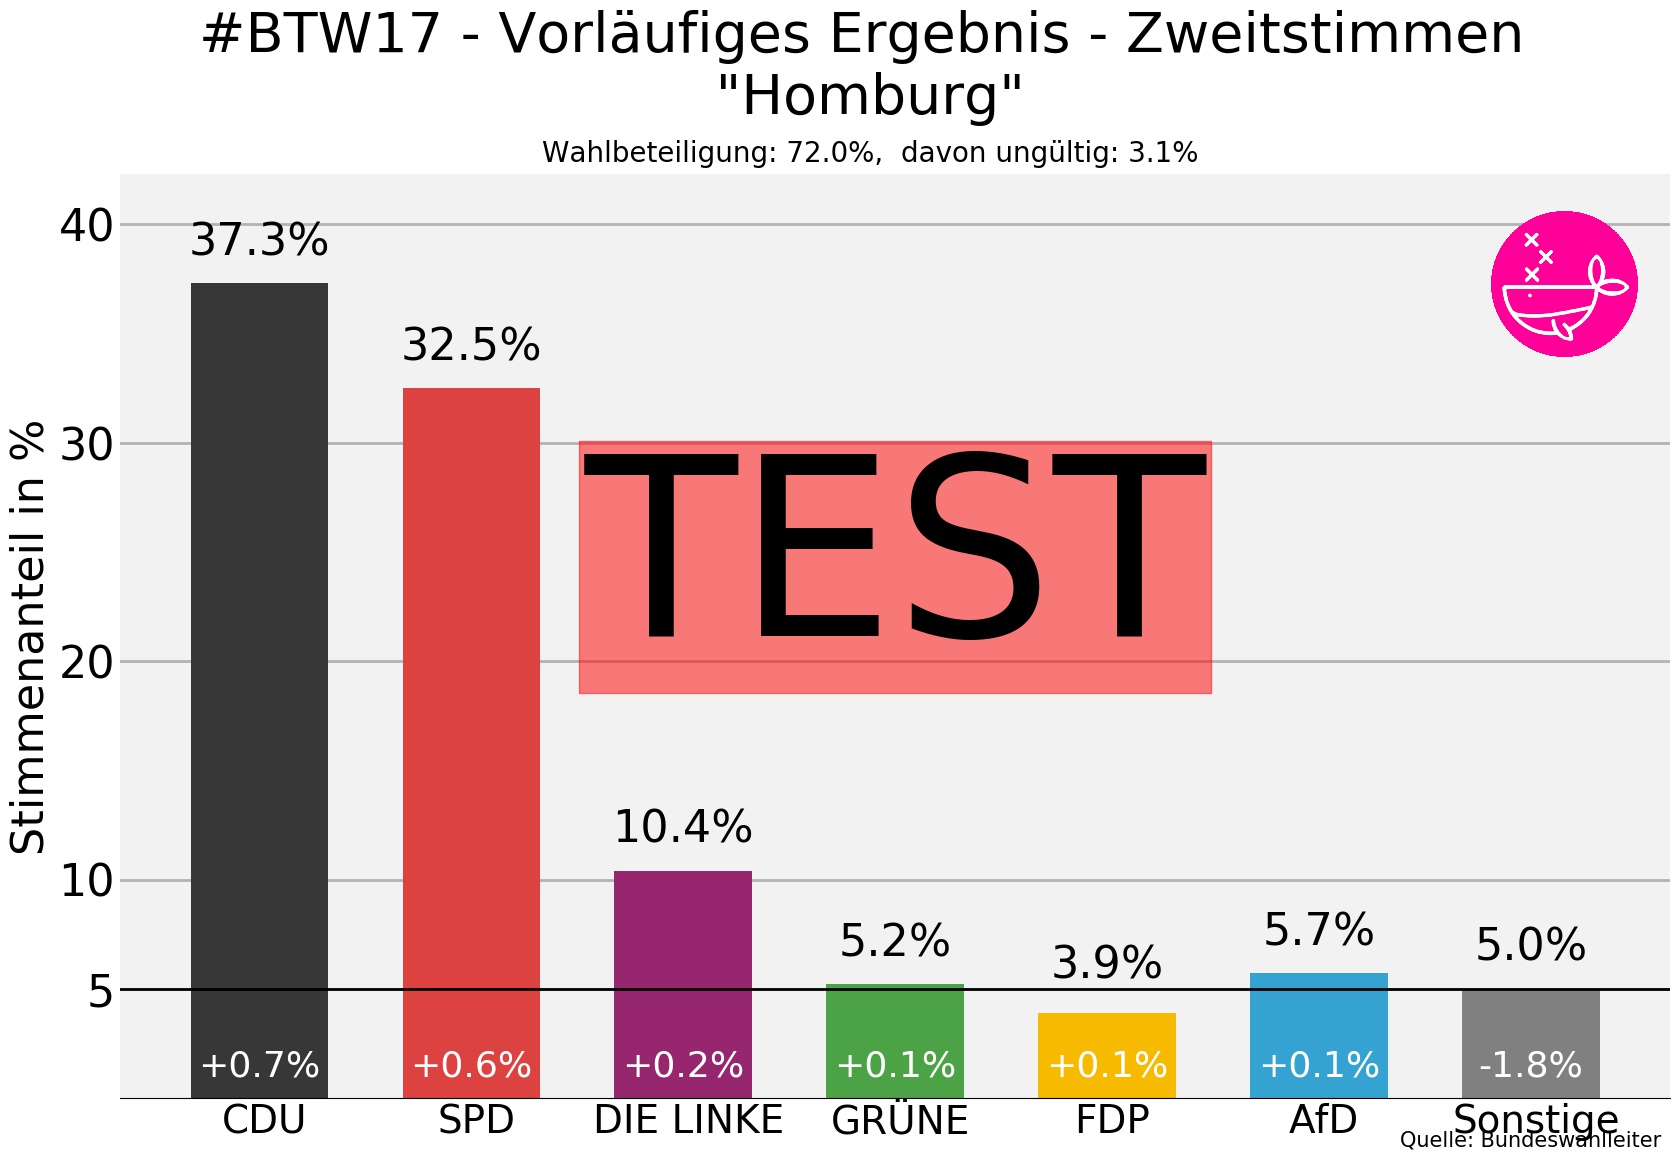 #BTW17 - Vorläufiges Ergebnis - Zweitstimmen
"Homburg"
Wahlbeteiligung: 72.0%,  davon ungültig: 3.1%
Stimmenanteil in %
40
30
20
10
5
37.3%
32.5%
10.4%
5.2%
3.9%
5.7%
5.0%
TEST
+0.7%
+0.6%
+0.2%
+0.1%
+0.1%
+0.1%
-1.8%
CDU
SPD
DIE LINKE
GRÜNE
FDP
AfD
Sonstige
Quelle: Bundeswahlleiter